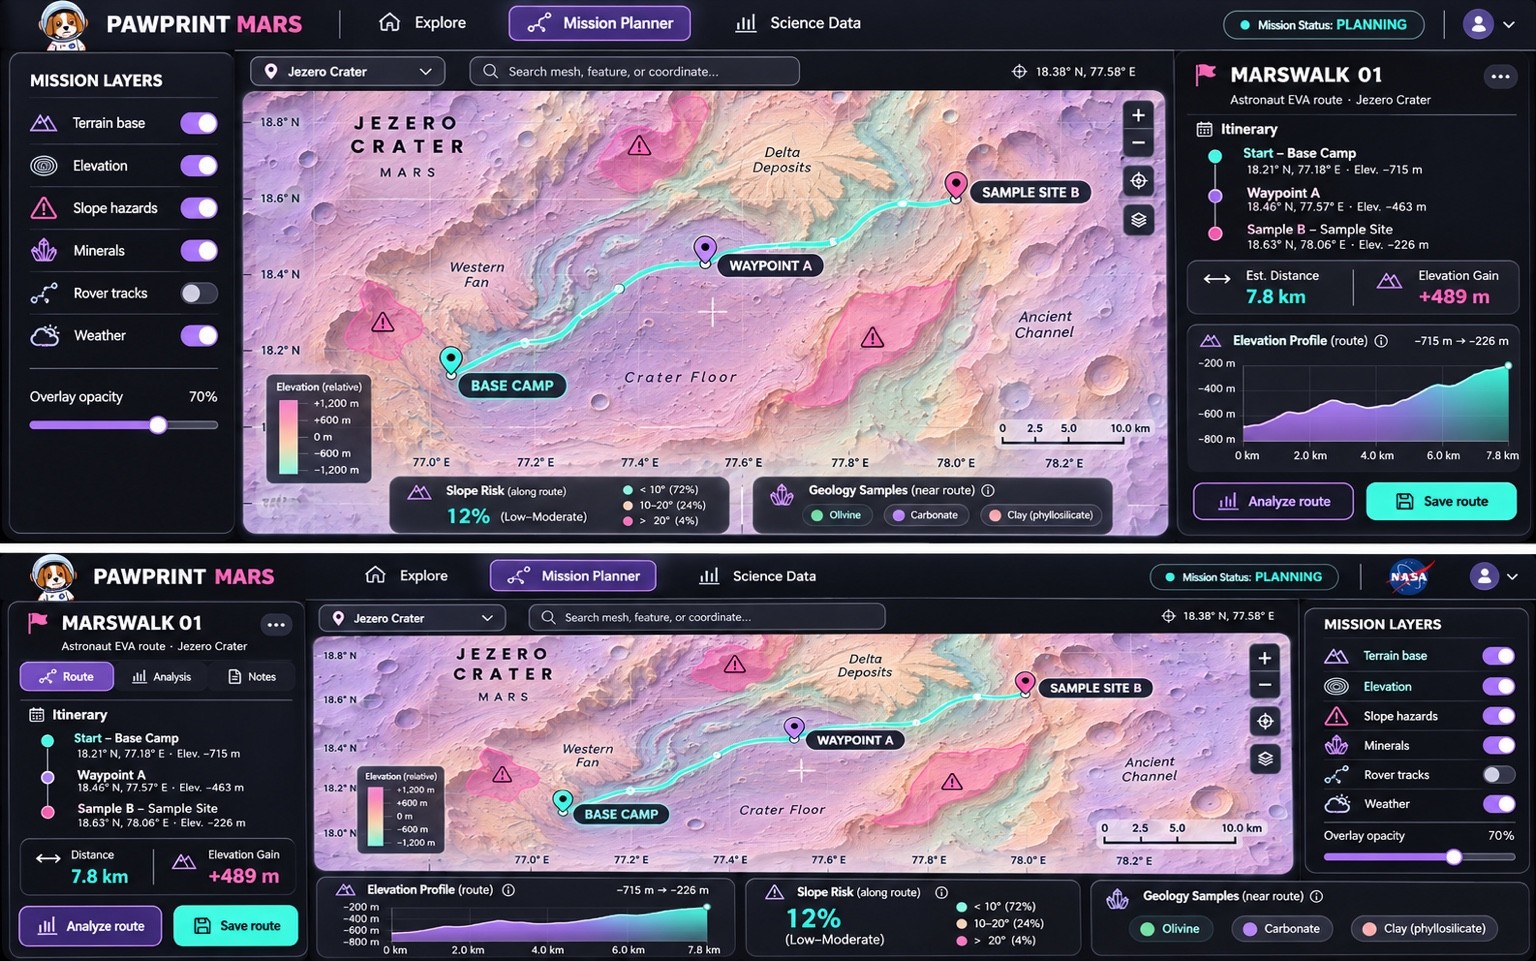 PAWPRINT MARS
Explore
Mission Planner
Science Data
Mission Status: PLANNING
MISSION LAYERS
Terrain base
Elevation
Slope hazards
Minerals
Rover tracks
Weather
Overlay opacity 70%
Jezero Crater
Search mesh, feature, or coordinate...
18.38° N, 77.58° E
JEZERO
CRATER
MARS
18.8° N
18.6° N
18.4° N
18.2° N
Delta
Deposits
Western
Fan
Ancient
Channel
Crater Floor
SAMPLE SITE B
WAYPOINT A
BASE CAMP
Elevation (relative)
+1,200 m
+600 m
0 m
−600 m
−1,200 m
77.0° E 77.2° E 77.4° E 77.6° E 77.8° E 78.0° E 78.2° E
0 2.5 5.0 10.0 km
Slope Risk (along route)
12% (Low–Moderate)
< 10° (72%)
10–20° (24%)
> 20° (4%)
Geology Samples (near route)
Olivine
Carbonate
Clay (phyllosilicate)
MARSWALK 01
Astronaut EVA route · Jezero Crater
Itinerary
Start – Base Camp
18.21° N, 77.18° E · Elev. −715 m
Waypoint A
18.46° N, 77.57° E · Elev. −463 m
Sample B – Sample Site
18.63° N, 78.06° E · Elev. −226 m
Est. Distance
7.8 km
Elevation Gain
+489 m
Elevation Profile (route) −715 m → −226 m
−200 m
−400 m
−600 m
−800 m
0 km 2.0 km 4.0 km 6.0 km 7.8 km
Analyze route
Save route
PAWPRINT MARS
Explore
Mission Planner
Science Data
Mission Status: PLANNING
NASA
MARSWALK 01
Astronaut EVA route · Jezero Crater
Route
Analysis
Notes
Itinerary
Start – Base Camp
18.21° N, 77.18° E · Elev. −715 m
Waypoint A
18.46° N, 77.57° E · Elev. −463 m
Sample B – Sample Site
18.63° N, 78.06° E · Elev. −226 m
Distance
7.8 km
Elevation Gain
+489 m
Analyze route
Save route
Jezero Crater
Search mesh, feature, or coordinate...
18.38° N, 77.58° E
JEZERO
CRATER
MARS
18.8° N
18.6° N
18.4° N
18.2° N
18.0° N
Delta
Deposits
Western
Fan
Ancient
Channel
Crater Floor
SAMPLE SITE B
WAYPOINT A
BASE CAMP
Elevation (relative)
+1,200 m
+600 m
0 m
−600 m
−1,200 m
77.0° E 77.2° E 77.4° E 77.6° E 77.8° E 78.0° E 78.2° E
0 2.5 5.0 10.0 km
MISSION LAYERS
Terrain base
Elevation
Slope hazards
Minerals
Rover tracks
Weather
Overlay opacity 70%
Elevation Profile (route) −715 m → −226 m
−200 m
−400 m
−600 m
−800 m
0 km 2.0 km 4.0 km 6.0 km 7.8 km
Slope Risk (along route)
12%
(Low–Moderate)
< 10° (72%)
10–20° (24%)
> 20° (4%)
Geology Samples (near route)
Olivine
Carbonate
Clay (phyllosilicate)